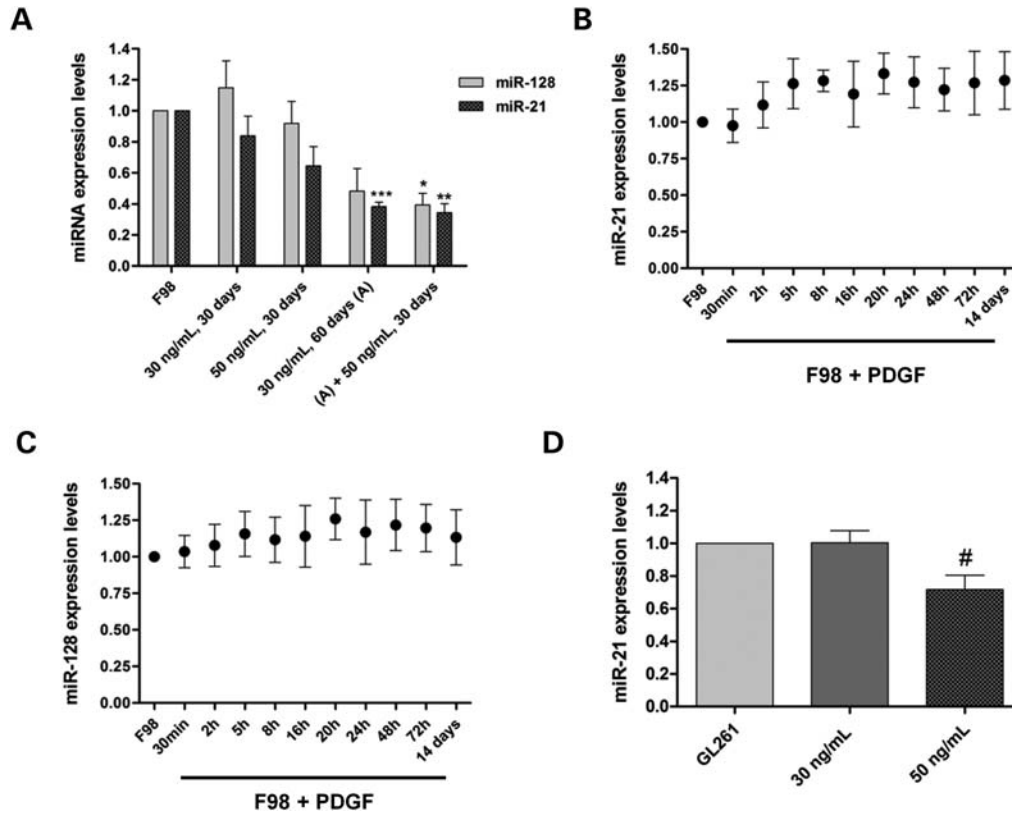 A
miRNA expression levels
1.4
1.2
1.0
0.8
0.6
0.4
0.2
0.0
miR-128
miR-21
***
*
**
F98
30 ng/mL, 30 days
50 ng/mL, 30 days
30 ng/mL, 60 days (A)
(A) + 50 ng/mL, 30 days
B
miR-21 expression levels
1.50
1.25
1.00
0.75
0.50
0.25
0.00
F98
30min
2h
5h
8h
16h
20h
24h
48h
72h
14 days
F98 + PDGF
C
miR-128 expression levels
1.50
1.25
1.00
0.75
0.50
0.25
0.00
F98
30min
2h
5h
8h
16h
20h
24h
48h
72h
14 days
F98 + PDGF
D
miR-21 expression levels
1.4
1.2
1.0
0.8
0.6
0.4
0.2
0.0
#
GL261
30 ng/mL
50 ng/mL